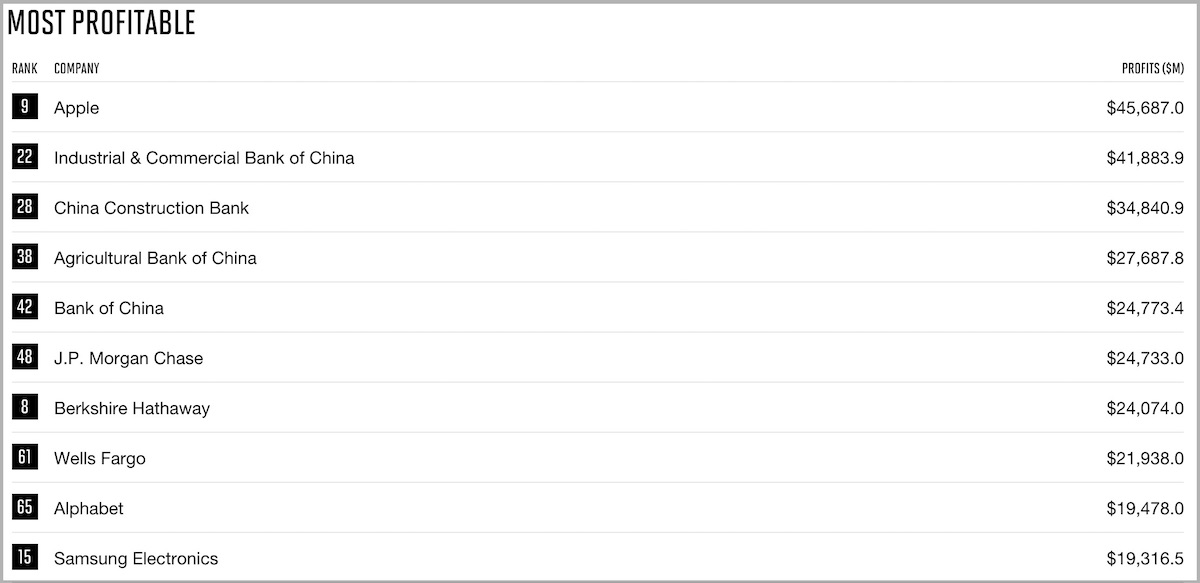 MOST PROFITABLE
RANK COMPANY PROFITS ($M)
9 Apple $45,687.0
22 Industrial & Commercial Bank of China $41,883.9
28 China Construction Bank $34,840.9
38 Agricultural Bank of China $27,687.8
42 Bank of China $24,773.4
48 J.P. Morgan Chase $24,733.0
8 Berkshire Hathaway $24,074.0
61 Wells Fargo $21,938.0
65 Alphabet $19,478.0
15 Samsung Electronics $19,316.5